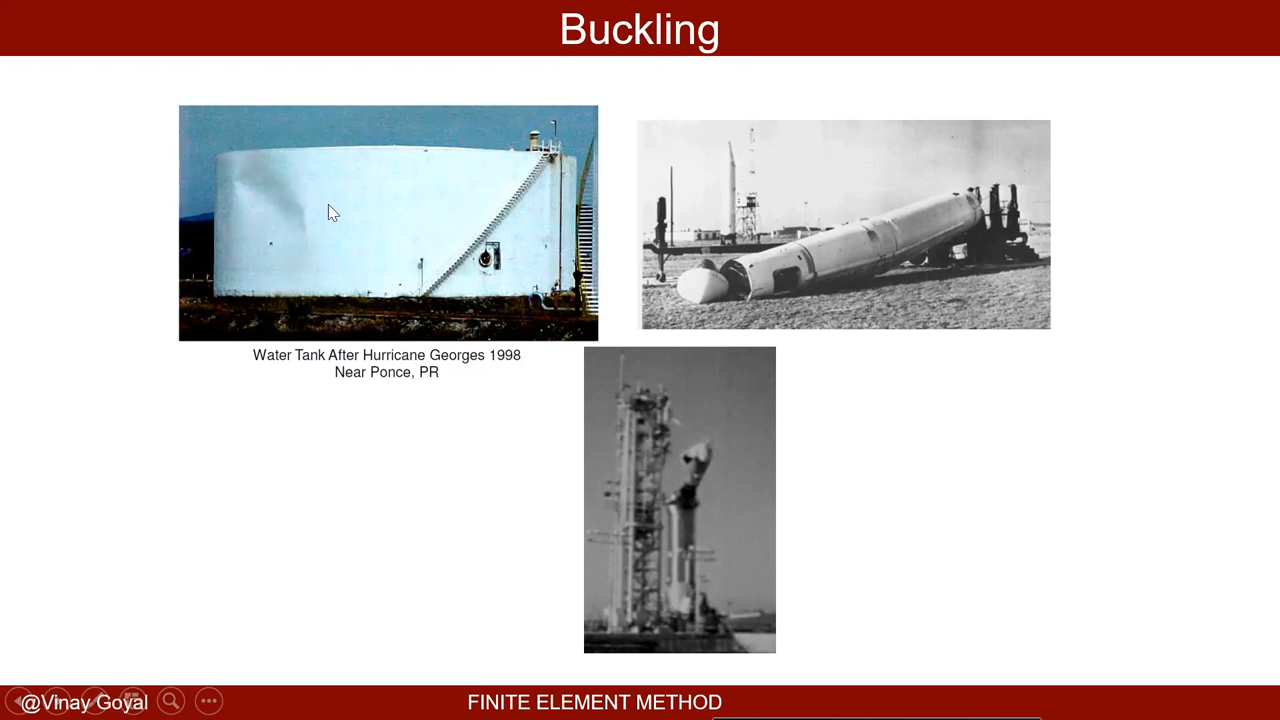 Buckling
Water Tank After Hurricane Georges 1998
Near Ponce, PR
@Vinay Goyal
FINITE ELEMENT METHOD